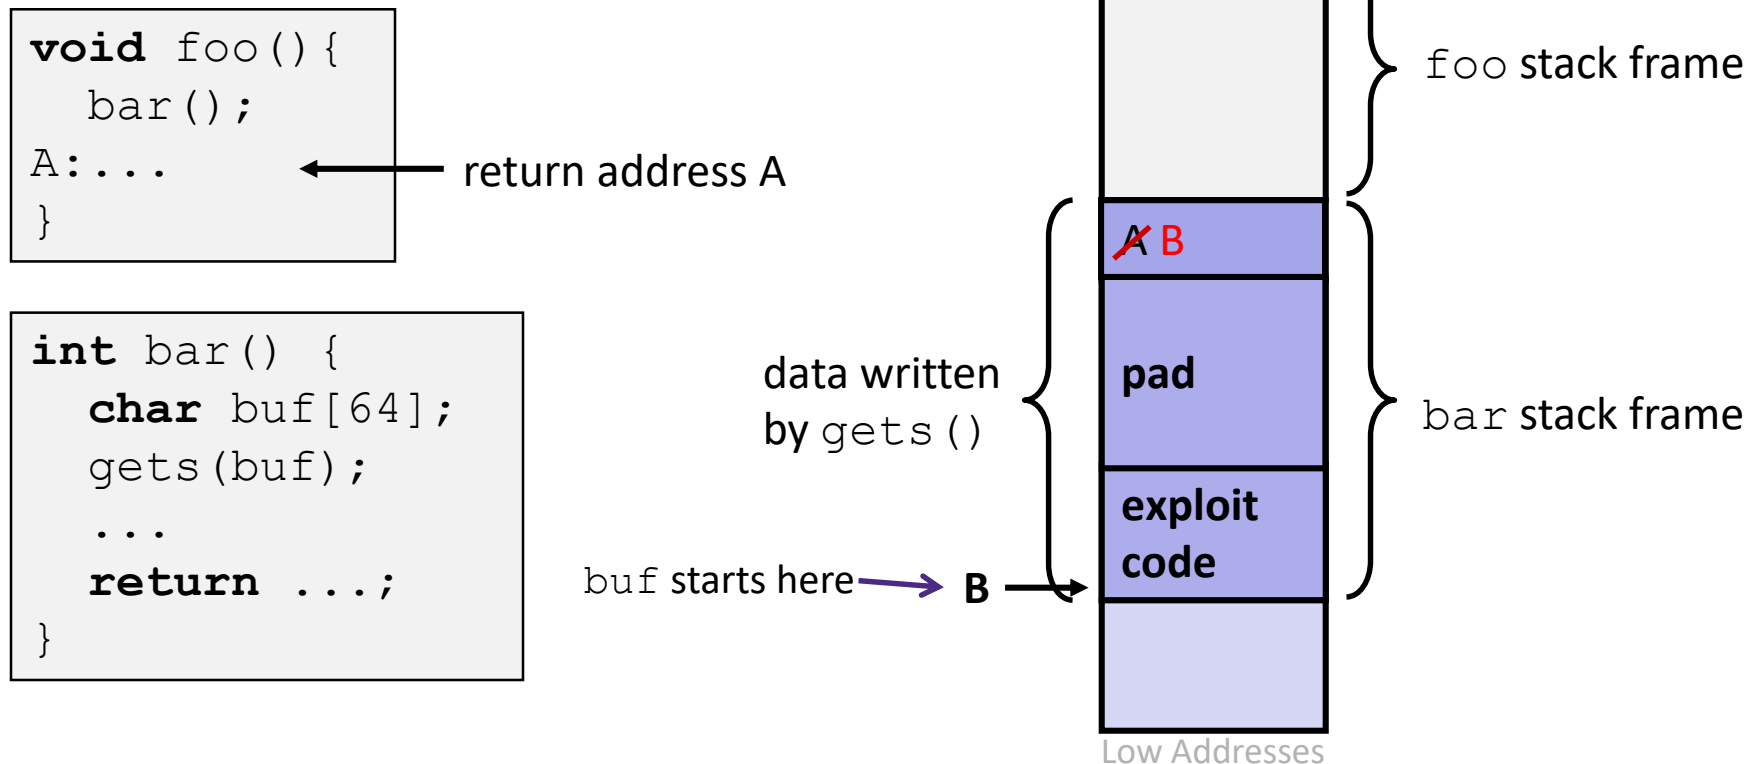 void foo(){
  bar();
A:...
}
return address A
int bar() {
  char buf[64];
  gets(buf);
  ...
  return ...;
}
foo stack frame
A B
pad
data written
by gets()
bar stack frame
exploit
code
buf starts here
B
Low Addresses